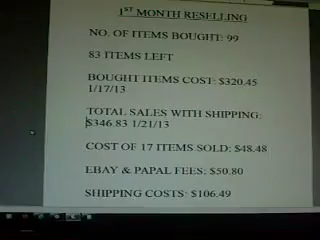 1ST MONTH RESELLING
NO. OF ITEMS BOUGHT: 99
83 ITEMS LEFT
BOUGHT ITEMS COST: $320.45
1/17/13
TOTAL SALES WITH SHIPPING:
$346.83 1/21/13
COST OF 17 ITEMS SOLD: $48.48
EBAY & PAPAL FEES: $50.80
SHIPPING COSTS: $106.49